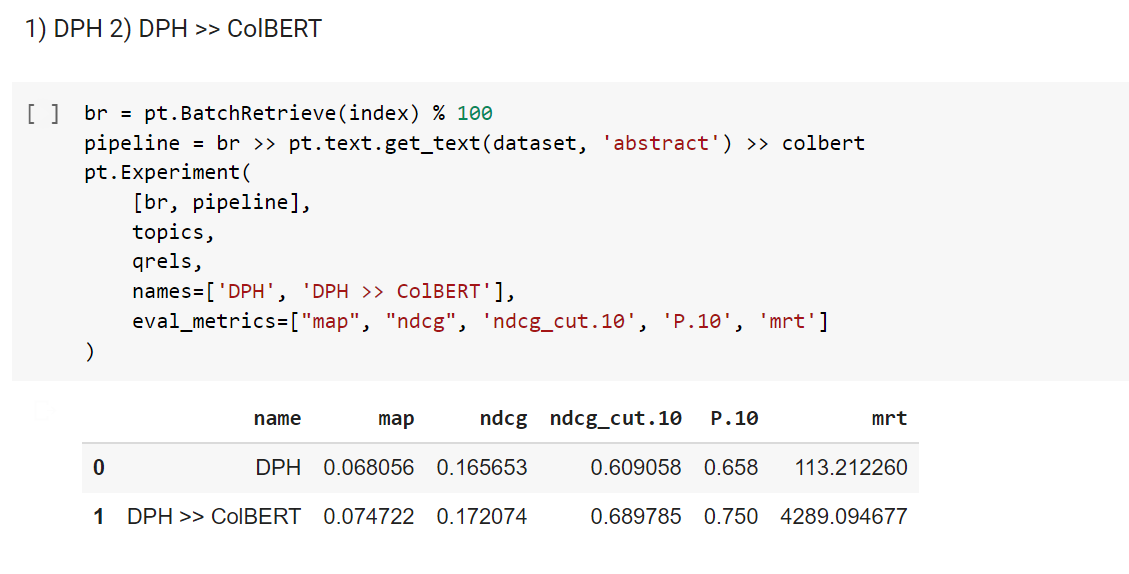 1) DPH 2) DPH >> ColBERT
[ ] br = pt.BatchRetrieve(index) % 100
pipeline = br >> pt.text.get_text(dataset, 'abstract') >> colbert
pt.Experiment(
[br, pipeline],
topics,
qrels,
names=['DPH', 'DPH >> ColBERT'],
eval_metrics=["map", "ndcg", 'ndcg_cut.10', 'P.10', 'mrt']
)
name map ndcg ndcg_cut.10 P.10 mrt
0 DPH 0.068056 0.165653 0.609058 0.658 113.212260
1 DPH >> ColBERT 0.074722 0.172074 0.689785 0.750 4289.094677